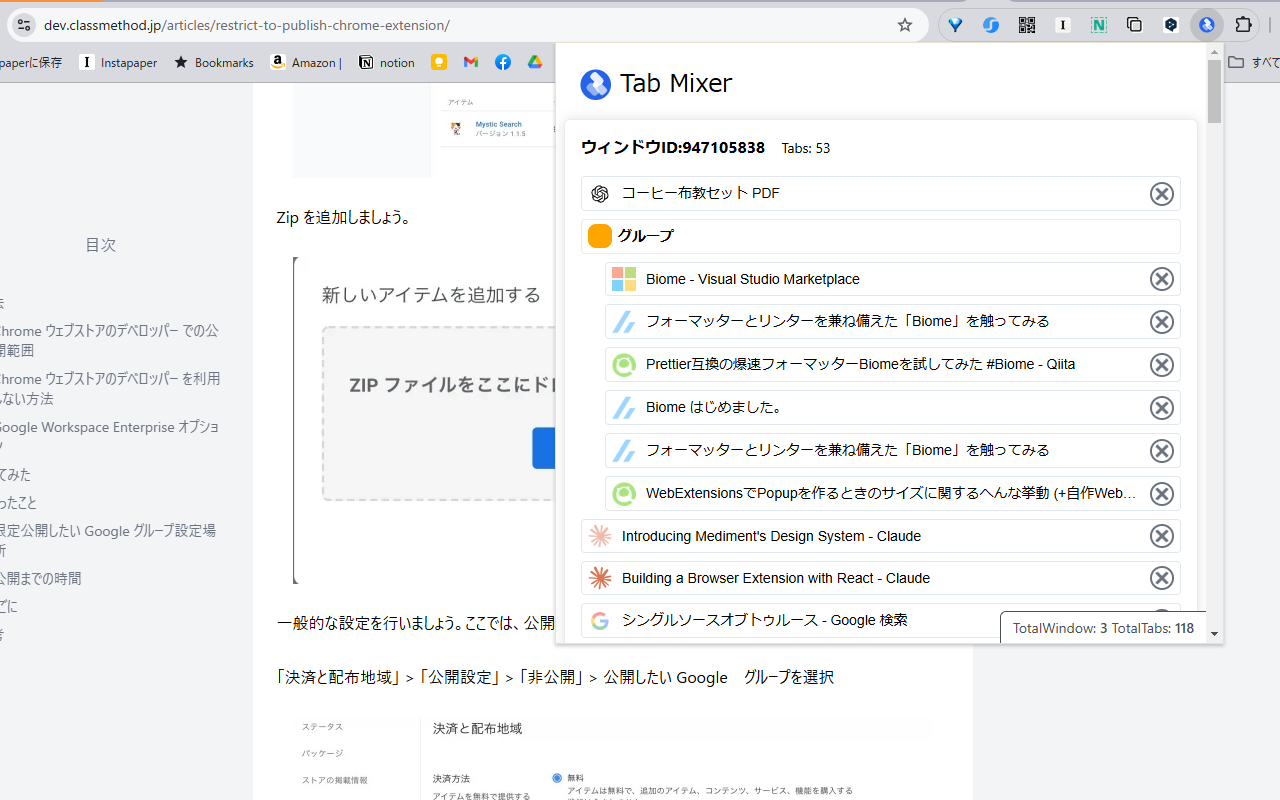 dev.classmethod.jp/articles/restrict-to-publish-chrome-extension/
paperに保存
Instapaper
Bookmarks
Amazon |
notion
すべて
アイテム
Mystic Search
バージョン 1.1.5
Zip を追加しましょう。
目次
新しいアイテムを追加する
ZIP ファイルをここにド
法
Chrome ウェブストアのデベロッパー での公
開範囲
Chrome ウェブストアのデベロッパー を利用
しない方法
Google Workspace Enterprise オプショ
ン
てみた
ったこと
限定公開したい Google グループ設定場
所
公開までの時間
ごに
考
一般的な設定を行いましょう。ここでは、公開
「決済と配布地域」 > 「公開設定」 > 「非公開」 > 公開したい Google　グループを選択
ステータス
パッケージ
ストアの掲載情報
決済と配布地域
決済方法
アイテムを無料で提供する
無料
アイテムは無料で、追加のアイテム、コンテンツ、サービス、機能を購入する
Tab Mixer
ウィンドウID:947105838 Tabs: 53
コーヒー布教セット PDF
グループ
Biome - Visual Studio Marketplace
フォーマッターとリンターを兼ね備えた「Biome」を触ってみる
Prettier互換の爆速フォーマッターBiomeを試してみた #Biome - Qiita
Biome はじめました。
フォーマッターとリンターを兼ね備えた「Biome」を触ってみる
WebExtensionsでPopupを作るときのサイズに関するへんな挙動 (+自作Web...
Introducing Mediment's Design System - Claude
Building a Browser Extension with React - Claude
シングルソースオブトゥルース - Google 検索
TotalWindow: 3 TotalTabs: 118